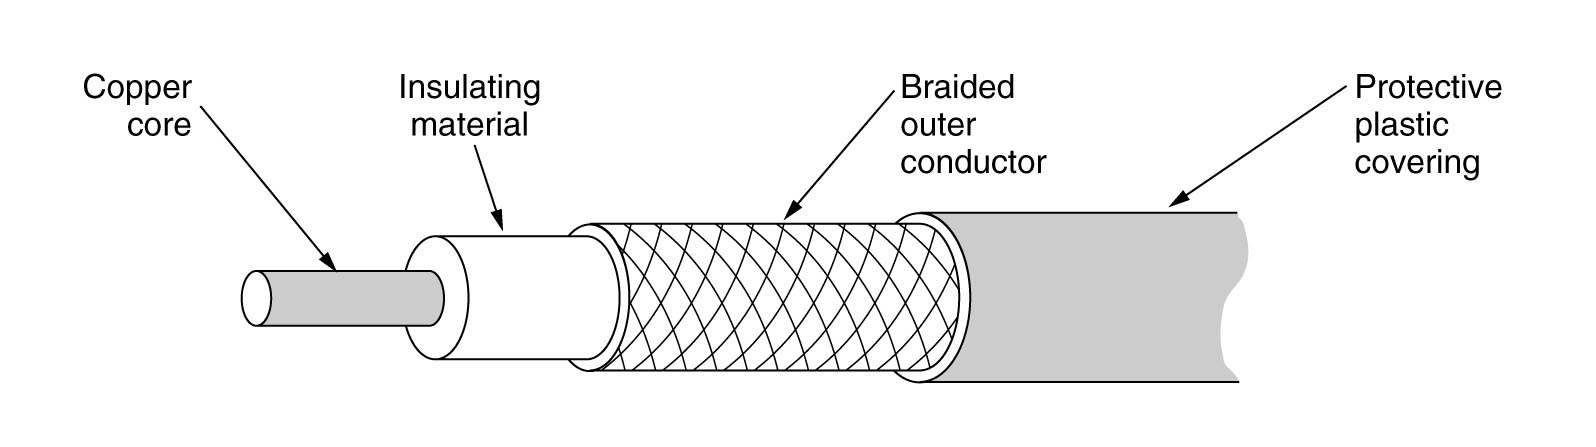 Copper
core
Insulating
material
Braided
outer
conductor
Protective
plastic
covering